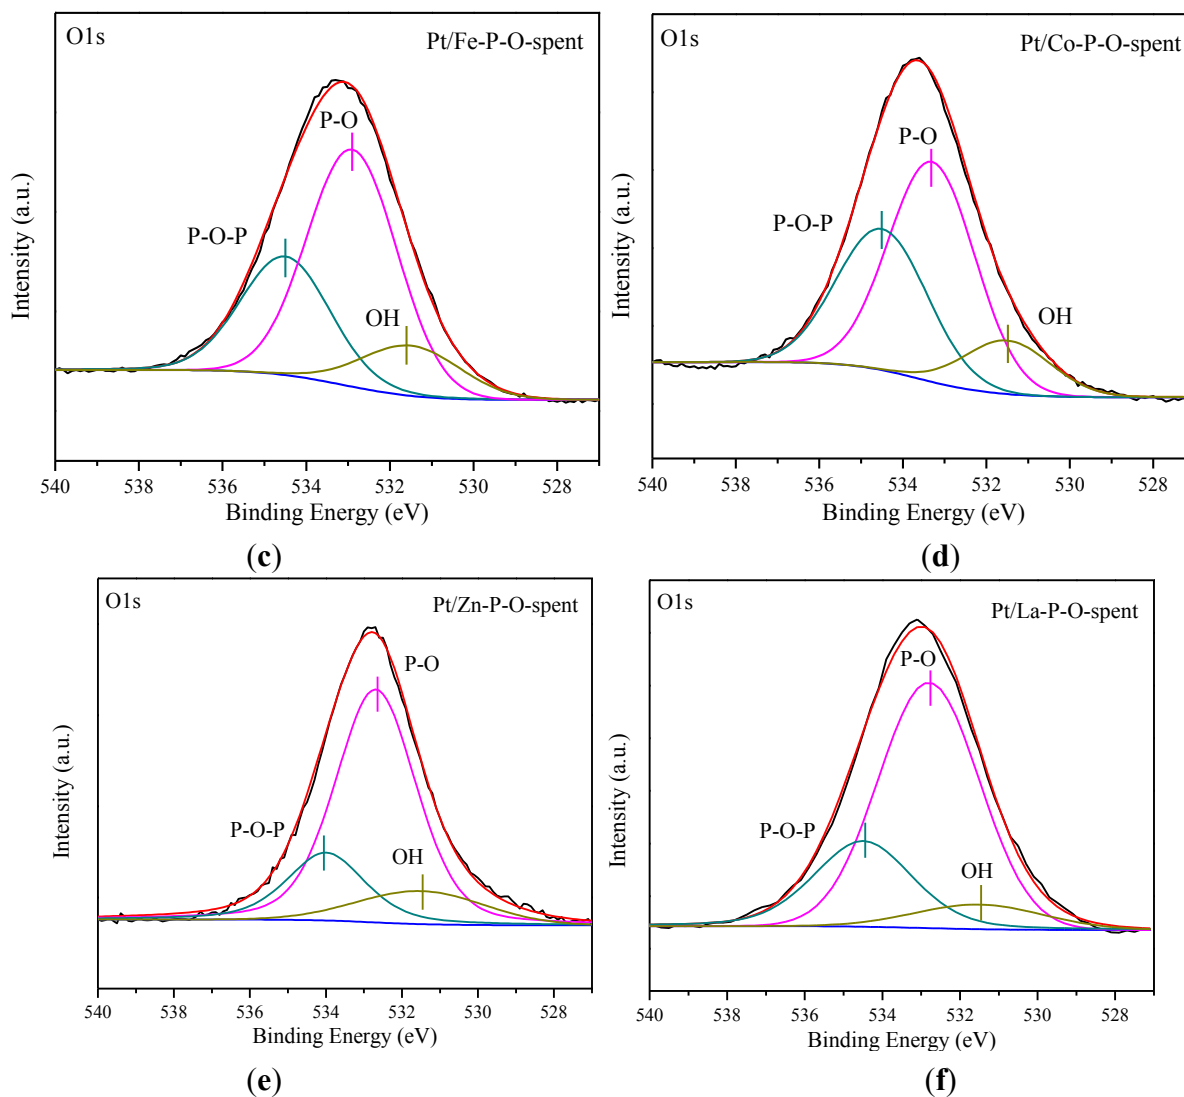 O1s
Pt/Fe-P-O-spent
P-O
P-O-P
OH
Intensity (a.u.)
540 538 536 534 532 530 528
Binding Energy (eV)
(c)
O1s
Pt/Co-P-O-spent
P-O
P-O-P
OH
Intensity (a.u.)
540 538 536 534 532 530 528
Binding Energy (eV)
(d)
O1s
Pt/Zn-P-O-spent
P-O
P-O-P
OH
Intensity (a.u.)
540 538 536 534 532 530 528
Binding Energy (eV)
(e)
O1s
Pt/La-P-O-spent
P-O
P-O-P
OH
Intensity (a.u.)
540 538 536 534 532 530 528
Binding Energy (eV)
(f)